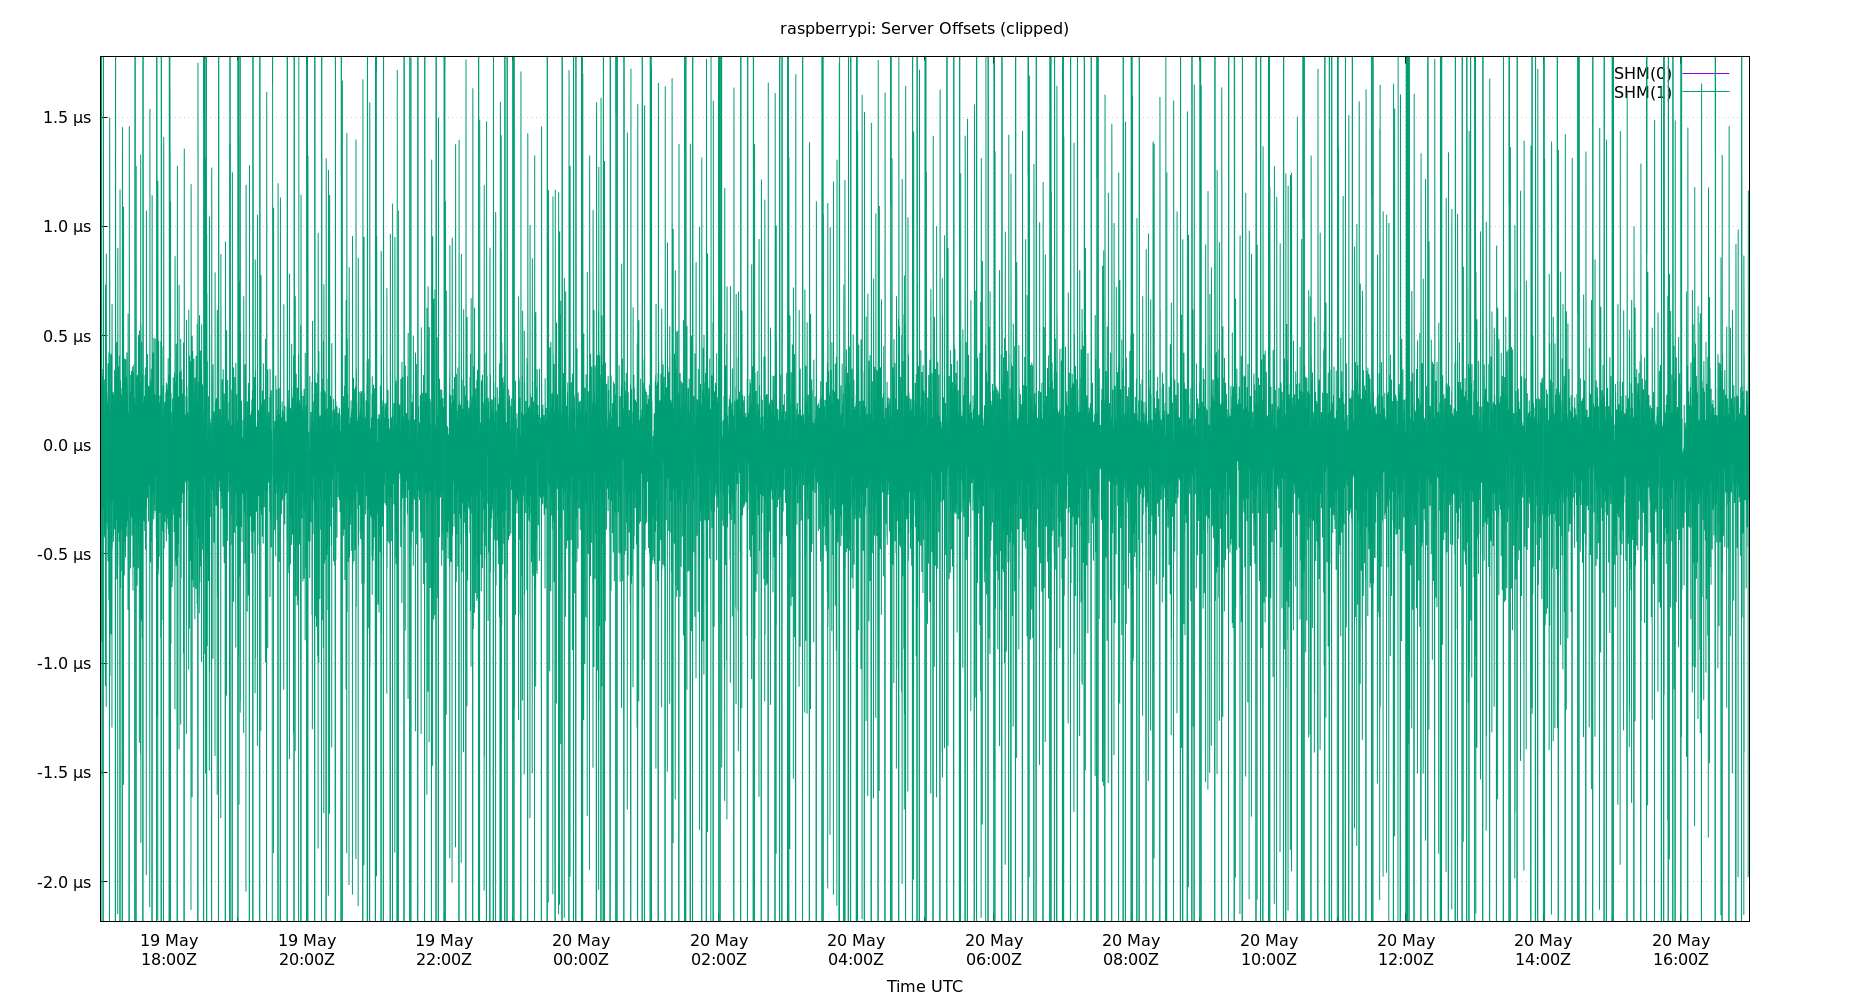 raspberrypi: Server Offsets (clipped)
SHM(0)
SHM(1)
1.5 µs
1.0 µs
0.5 µs
0.0 µs
-0.5 µs
-1.0 µs
-1.5 µs
-2.0 µs
19 May 19 May 19 May 20 May 20 May 20 May 20 May 20 May 20 May 20 May 20 May 20 May
18:00Z 20:00Z 22:00Z 00:00Z 02:00Z 04:00Z 06:00Z 08:00Z 10:00Z 12:00Z 14:00Z 16:00Z
Time UTC